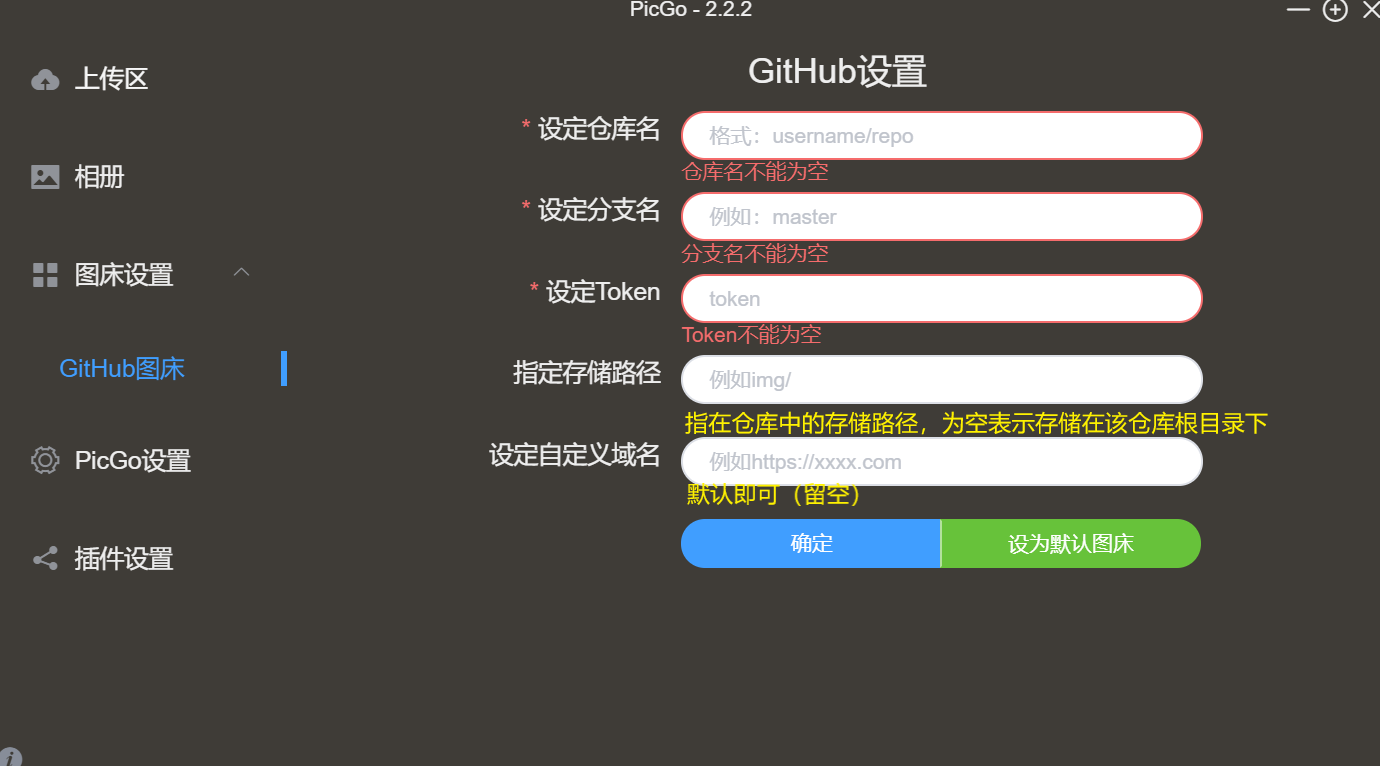 PicGo - 2.2.2
上传区
相册
图床设置
GitHub图床
PicGo设置
插件设置
GitHub设置
* 设定仓库名
格式：username/repo
仓库名不能为空
* 设定分支名
例如：master
分支名不能为空
* 设定Token
token
Token不能为空
指定存储路径
例如img/
指在仓库中的存储路径，为空表示存储在该仓库根目录下
设定自定义域名
例如https://xxxx.com
默认即可（留空）
确定
设为默认图床